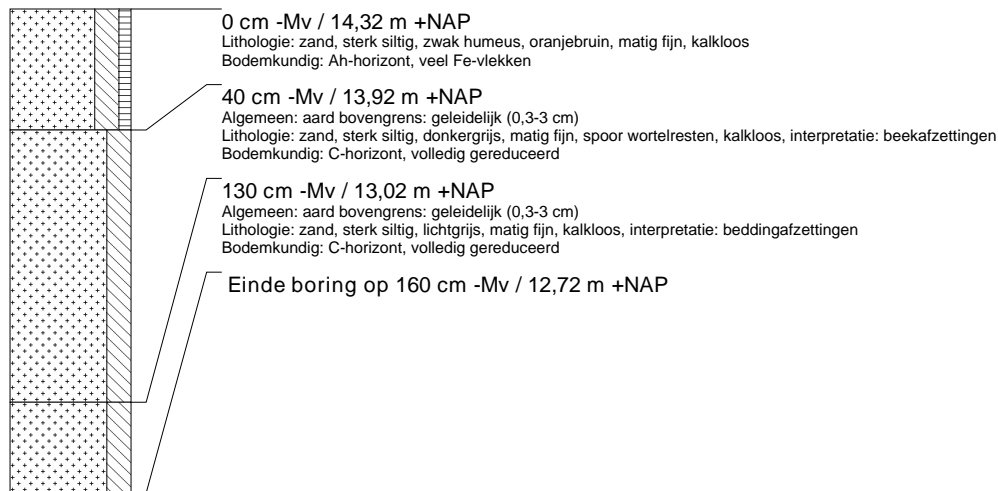 0 cm -Mv / 14,32 m +NAP
Lithologie: zand, sterk siltig, zwak humeus, oranjebruin, matig fijn, kalkloos
Bodemkundig: Ah-horizont, veel Fe-vlekken
40 cm -Mv / 13,92 m +NAP
Algemeen: aard bovengrens: geleidelijk (0,3-3 cm)
Lithologie: zand, sterk siltig, donkergrijs, matig fijn, spoor wortelresten, kalkloos, interpretatie: beekafzettingen
Bodemkundig: C-horizont, volledig gereduceerd
130 cm -Mv / 13,02 m +NAP
Algemeen: aard bovengrens: geleidelijk (0,3-3 cm)
Lithologie: zand, sterk siltig, lichtgrijs, matig fijn, kalkloos, interpretatie: beddingafzettingen
Bodemkundig: C-horizont, volledig gereduceerd
Einde boring op 160 cm -Mv / 12,72 m +NAP